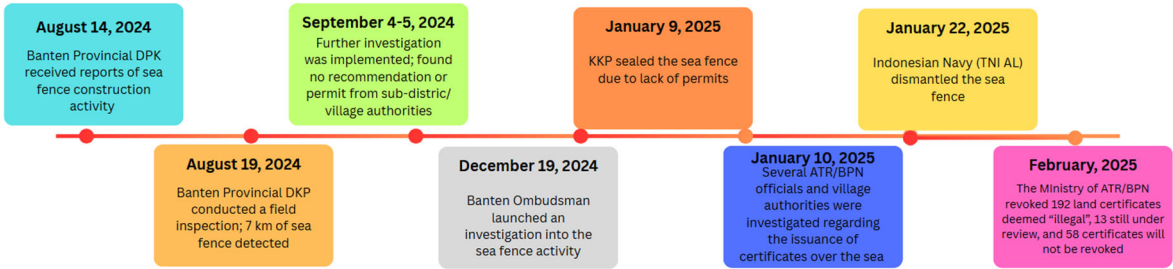 August 14, 2024
Banten Provincial DPK
received reports of sea
fence construction
activity
August 19, 2024
Banten Provincial DKP
conducted a field
inspection; 7 km of sea
fence detected
September 4-5, 2024
Further investigation
was implemented; found
no recommendation or
permit from sub-distric/
village authorities
December 19, 2024
Banten Ombudsman
launched an
investigation into the
sea fence activity
January 9, 2025
KKP sealed the sea fence
due to lack of permits
January 10, 2025
Several ATR/BPN
officials and village
authorities were
investigated regarding
the issuance of
certificates over the sea
January 22, 2025
Indonesian Navy (TNI AL)
dismantled the sea
fence
February, 2025
The MInistry of ATR/BPN
revoked 192 land certificates
deemed “illegal”, 13 still under
review, and 58 certificates will
not be revoked